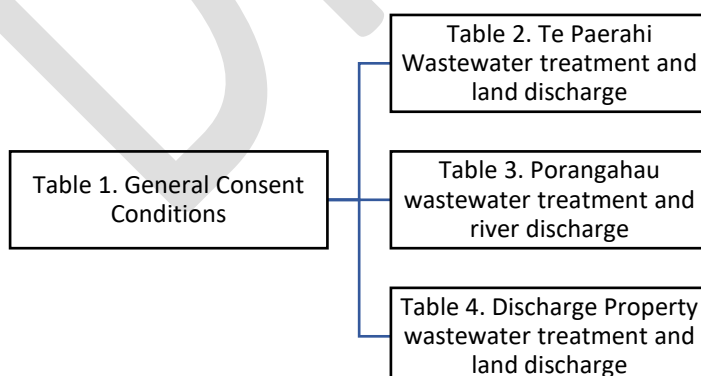 Table 2. Te Paerahi
Wastewater treatment and
land discharge
Table 1. General Consent
Conditions
Table 3. Porangahau
wastewater treatment and
river discharge
Table 4. Discharge Property
wastewater treatment and
land discharge